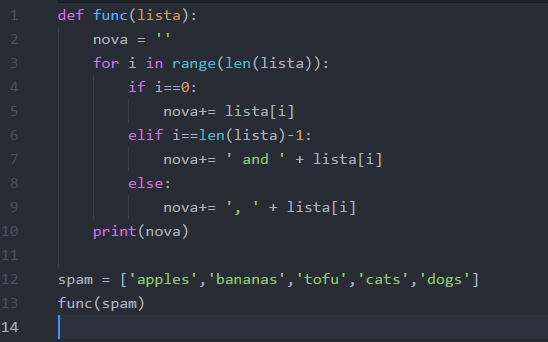 1 def func(lista):
2     nova = ''
3     for i in range(len(lista)):
4         if i==0:
5             nova+= lista[i]
6         elif i==len(lista)-1:
7             nova+= ' and ' + lista[i]
8         else:
9             nova+= ', ' + lista[i]
10     print(nova)
11
12 spam = ['apples','bananas','tofu','cats','dogs']
13 func(spam)
14